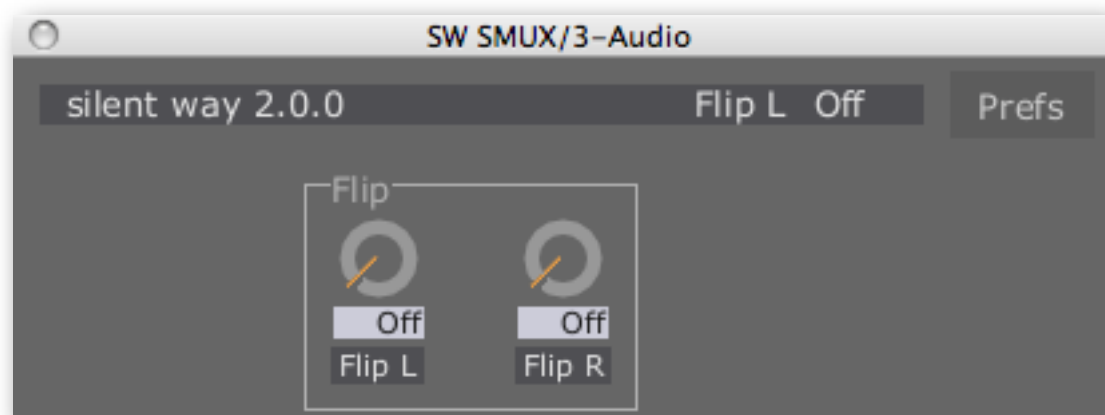 SW SMUX/3-Audio
silent way 2.0.0 Flip L Off Prefs
Flip
Off Off
Flip L Flip R